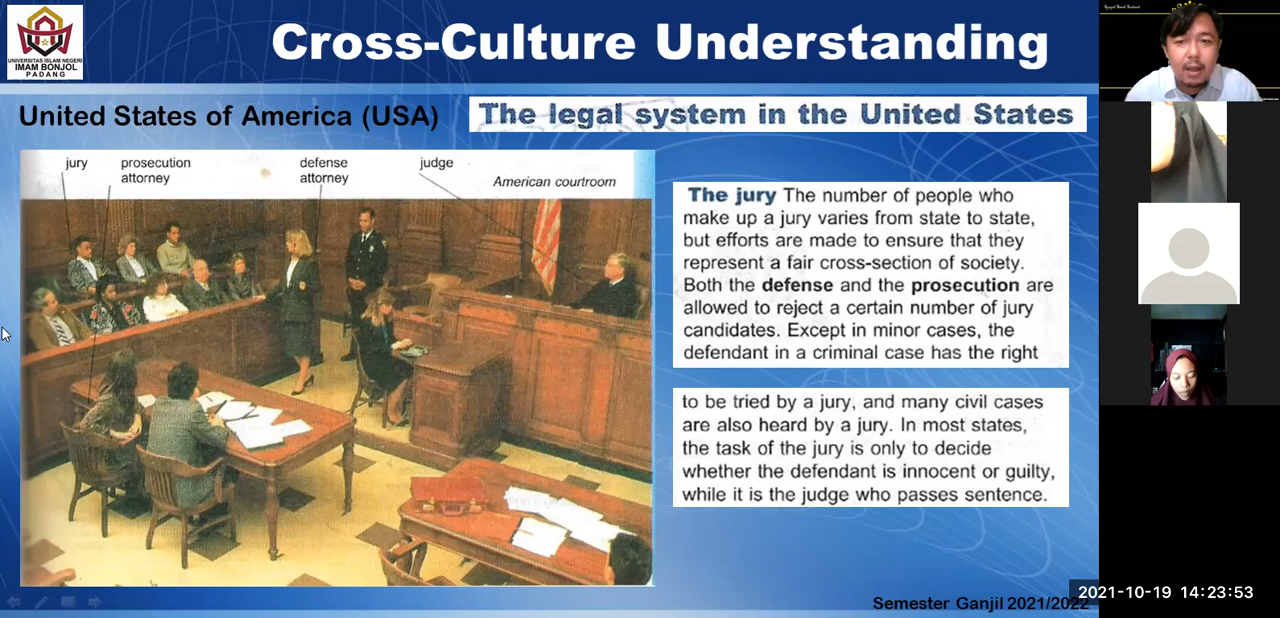 UNIVERSITAS ISLAM NEGERI
IMAM BONJOL
PADANG
Cross-Culture Understanding
United States of America (USA)
The legal system in the United States
jury
prosecution
attorney
defense
attorney
judge
American courtroom
The jury The number of people who
make up a jury varies from state to state,
but efforts are made to ensure that they
represent a fair cross-section of society.
Both the defense and the prosecution are
allowed to reject a certain number of jury
candidates. Except in minor cases, the
defendant in a criminal case has the right
to be tried by a jury, and many civil cases
are also heard by a jury. In most states,
the task of the jury is only to decide
whether the defendant is innocent or guilty,
while it is the judge who passes sentence.
Semester Ganjil 2021/2022
2021-10-19 14:23:53